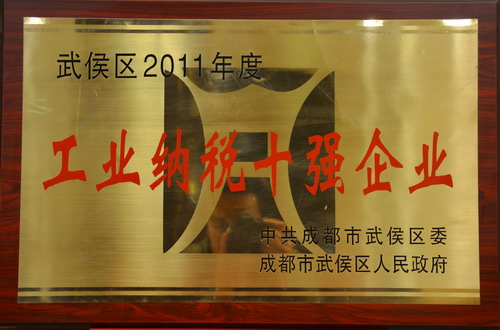 武侯区2011年度
工业纳税十强企业
中共成都市武侯区委
成都市武侯区人民政府